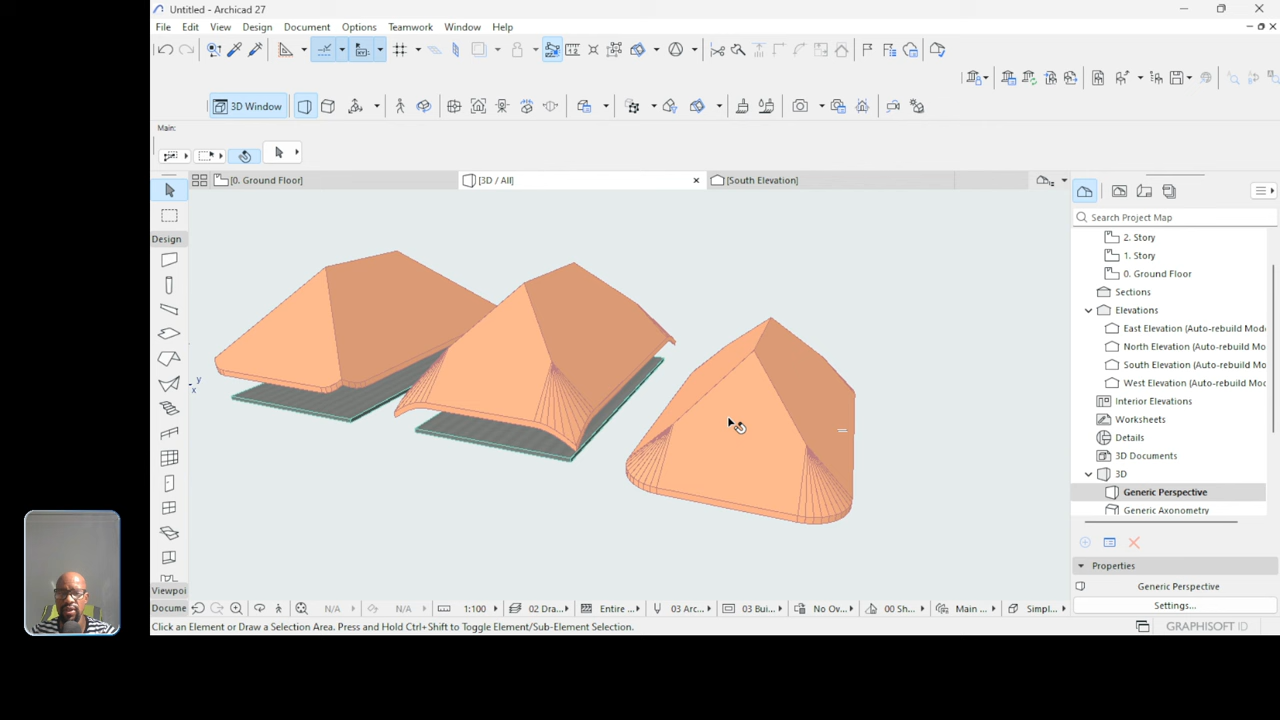 Untitled - Archicad 27
File Edit View Design Document Options Teamwork Window Help
3D Window
Main:
[0. Ground Floor]
[3D / All]
[South Elevation]
Search Project Map
2. Story
1. Story
0. Ground Floor
Sections
Elevations
East Elevation (Auto-rebuild Mode
North Elevation (Auto-rebuild Mo
South Elevation (Auto-rebuild Mo
West Elevation (Auto-rebuild Mod
Interior Elevations
Worksheets
Details
3D Documents
3D
Generic Perspective
Generic Axonometry
Properties
Generic Perspective
Settings...
Design
Viewpoi
Docume
y
x
N/A N/A 1:100 02 Dra... Entire ... 03 Arc... 03 Bui... No Ov... 00 Sh... Main ... Simpl...
Click an Element or Draw a Selection Area. Press and Hold Ctrl+Shift to Toggle Element/Sub-Element Selection.
GRAPHISOFT ID